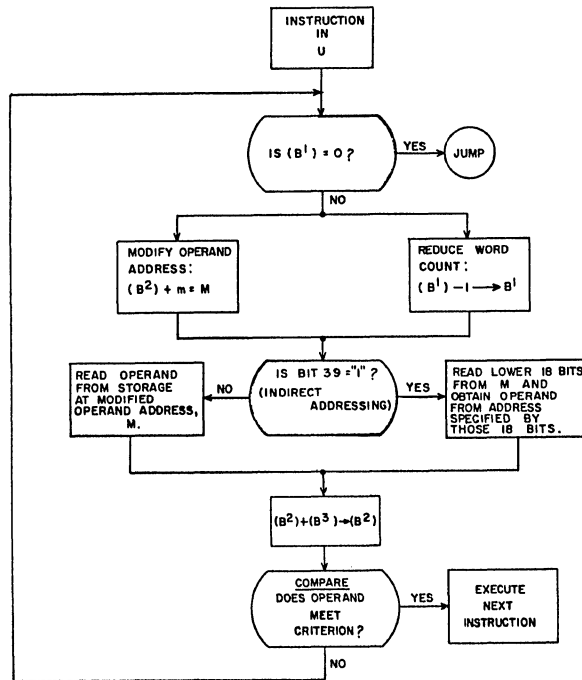 INSTRUCTION
IN
U
IS (B¹) = 0 ?
YES
JUMP
NO
MODIFY OPERAND
ADDRESS:
(B²) + m = M
REDUCE WORD
COUNT:
(B¹) - 1 → B¹
READ OPERAND
FROM STORAGE
AT MODIFIED
OPERAND ADDRESS,
M.
NO
IS BIT 39 = "1" ?
(INDIRECT
ADDRESSING)
YES
READ LOWER 18 BITS
FROM M AND
OBTAIN OPERAND
FROM ADDRESS
SPECIFIED BY
THOSE 18 BITS.
(B²)+(B³)→(B²)
COMPARE
DOES OPERAND
MEET
CRITERION?
YES
EXECUTE
NEXT
INSTRUCTION
NO